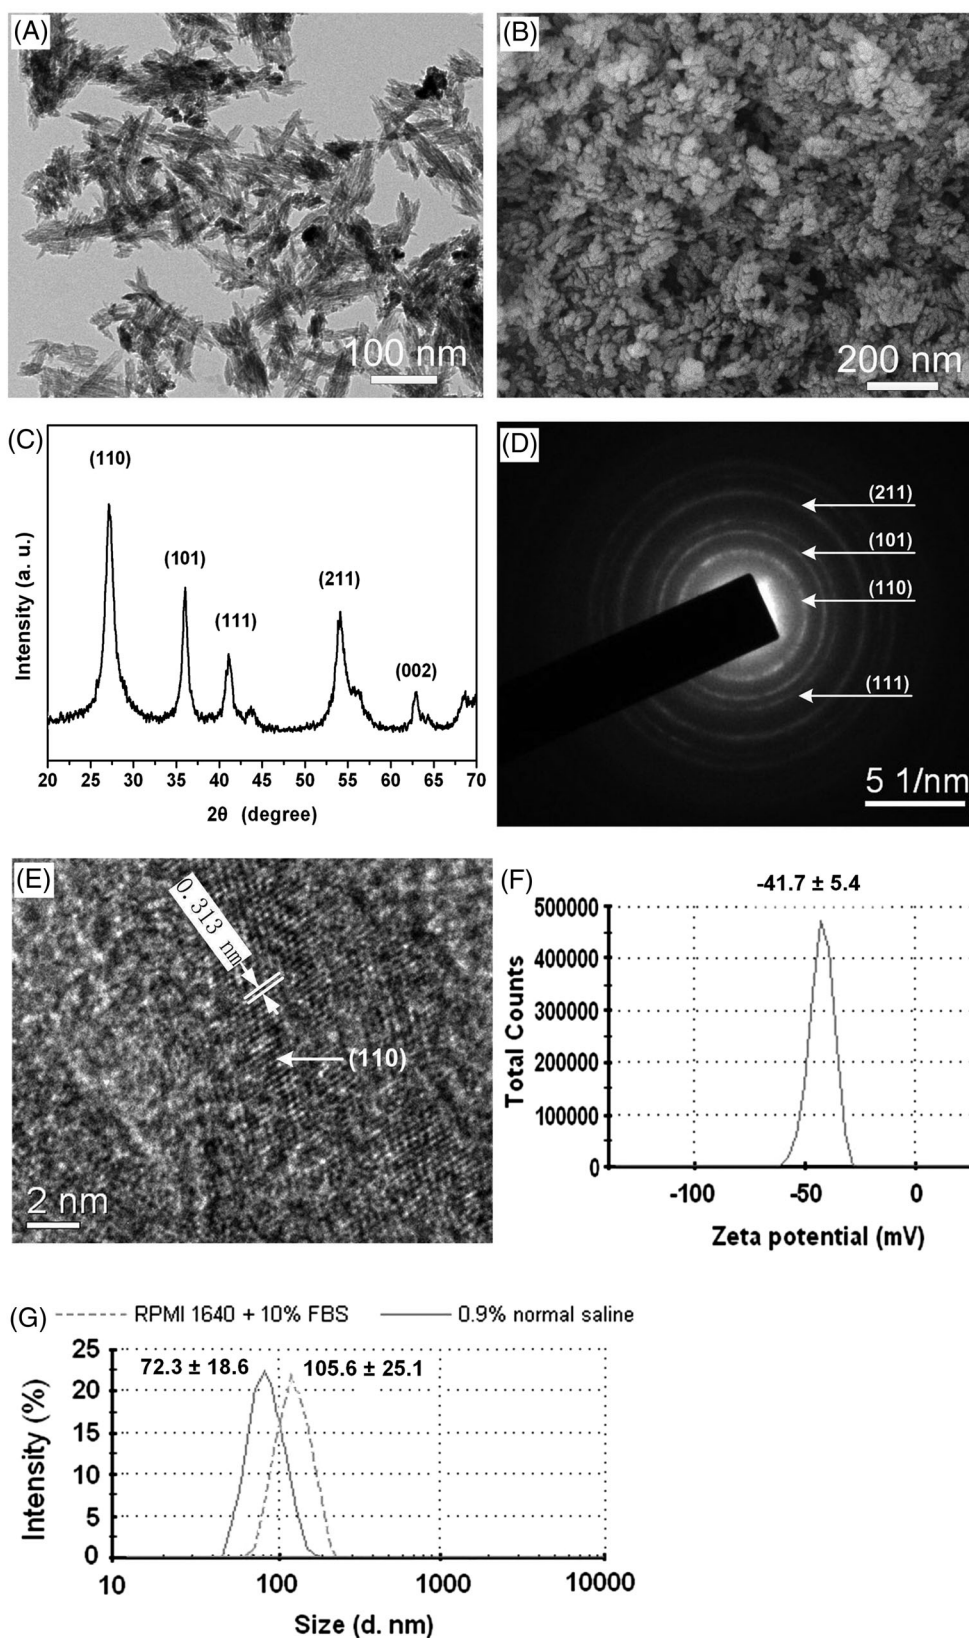 (A)
100 nm
(B)
200 nm
(C)
(110)
(101)
(111)
(211)
(002)
Intensity (a. u.)
20 25 30 35 40 45 50 55 60 65 70
2θ (degree)
(D)
(211)
(101)
(110)
(111)
5 1/nm
(E)
0.313 nm
(110)
2 nm
(F)
-41.7 ± 5.4
500000
400000
300000
200000
100000
0
Total Counts
-100 -50 0
Zeta potential (mV)
(G)
RPMI 1640 + 10% FBS 0.9% normal saline
72.3 ± 18.6 105.6 ± 25.1
25
20
15
10
5
0
Intensity (%)
10 100 1000 10000
Size (d. nm)